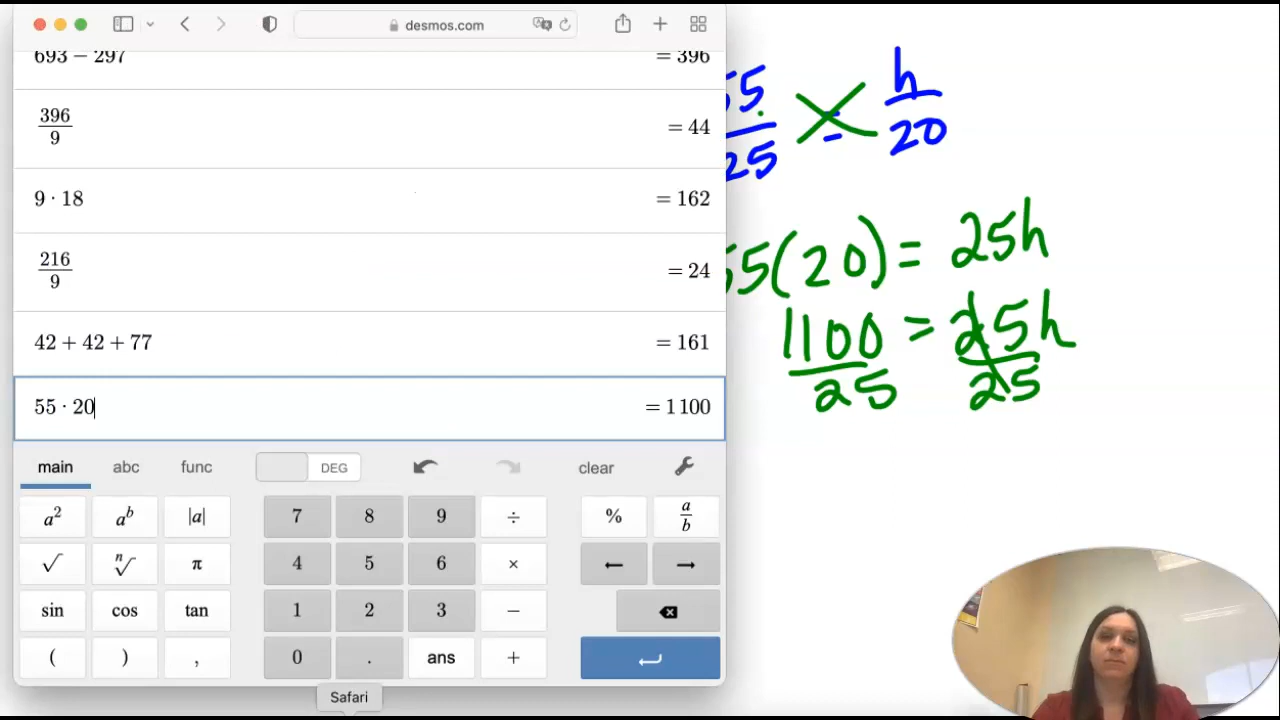 desmos.com
693 − 297 = 396
396/9 = 44
9 · 18 = 162
216/9 = 24
42 + 42 + 77 = 161
55 · 20 = 1100
main abc func DEG clear
a² aᵇ |a| 7 8 9 ÷ % a/b
√ ⁿ√ π 4 5 6 × ← →
sin cos tan 1 2 3 −
( ) , 0 . ans +
Safari
55/25 = h/20
55(20) = 25h
1100 = 25h
25 25